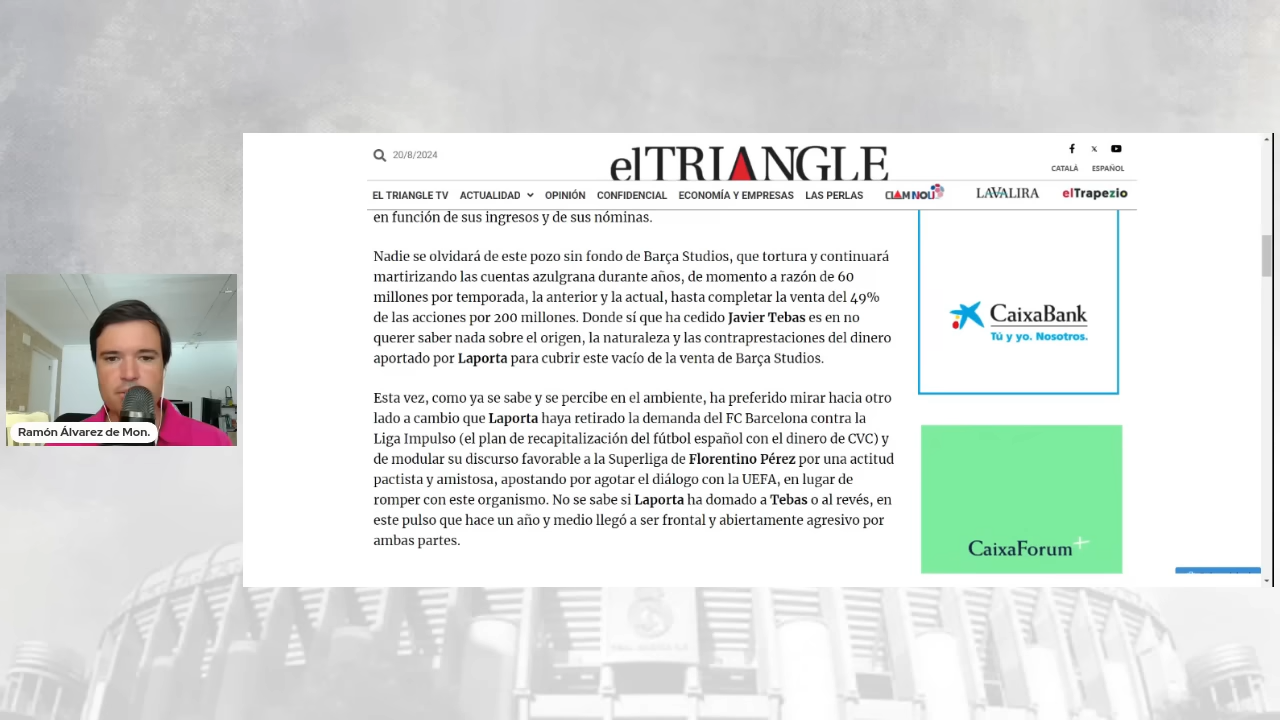 20/8/2024
elTRIANGLE
CATALÀ ESPAÑOL
EL TRIANGLE TV ACTUALIDAD OPINIÓN CONFIDENCIAL ECONOMÍA Y EMPRESAS LAS PERLAS CLAM NOU LAVALIRA elTrapezio
en función de sus ingresos y de sus nóminas.
Nadie se olvidará de este pozo sin fondo de Barça Studios, que tortura y continuará
martirizando las cuentas azulgrana durante años, de momento a razón de 60
millones por temporada, la anterior y la actual, hasta completar la venta del 49%
de las acciones por 200 millones. Donde sí que ha cedido Javier Tebas es en no
querer saber nada sobre el origen, la naturaleza y las contraprestaciones del dinero
aportado por Laporta para cubrir este vacío de la venta de Barça Studios.
Esta vez, como ya se sabe y se percibe en el ambiente, ha preferido mirar hacia otro
lado a cambio que Laporta haya retirado la demanda del FC Barcelona contra la
Liga Impulso (el plan de recapitalización del fútbol español con el dinero de CVC) y
de modular su discurso favorable a la Superliga de Florentino Pérez por una actitud
pactista y amistosa, apostando por agotar el diálogo con la UEFA, en lugar de
romper con este organismo. No se sabe si Laporta ha domado a Tebas o al revés, en
este pulso que hace un año y medio llegó a ser frontal y abiertamente agresivo por
ambas partes.
CaixaBank
Tú y yo. Nosotros.
CaixaForum+
Ramón Álvarez de Mon.